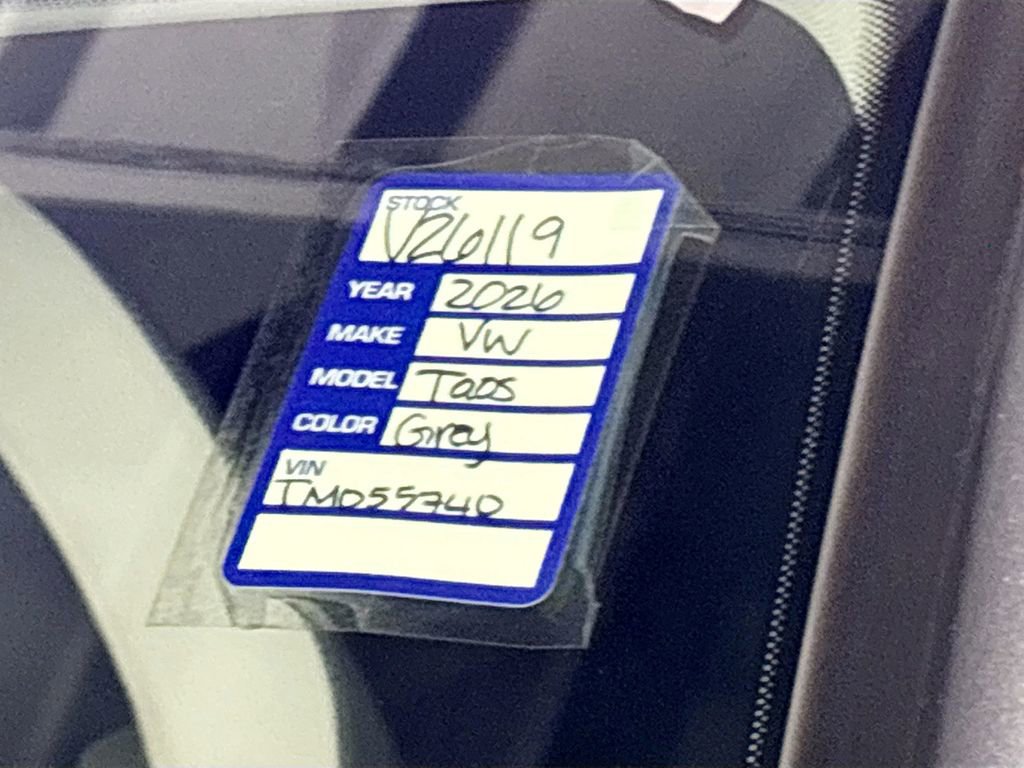 STOCK
V26119
YEAR 2026
MAKE VW
MODEL Taos
COLOR Grey
VIN
TM055740